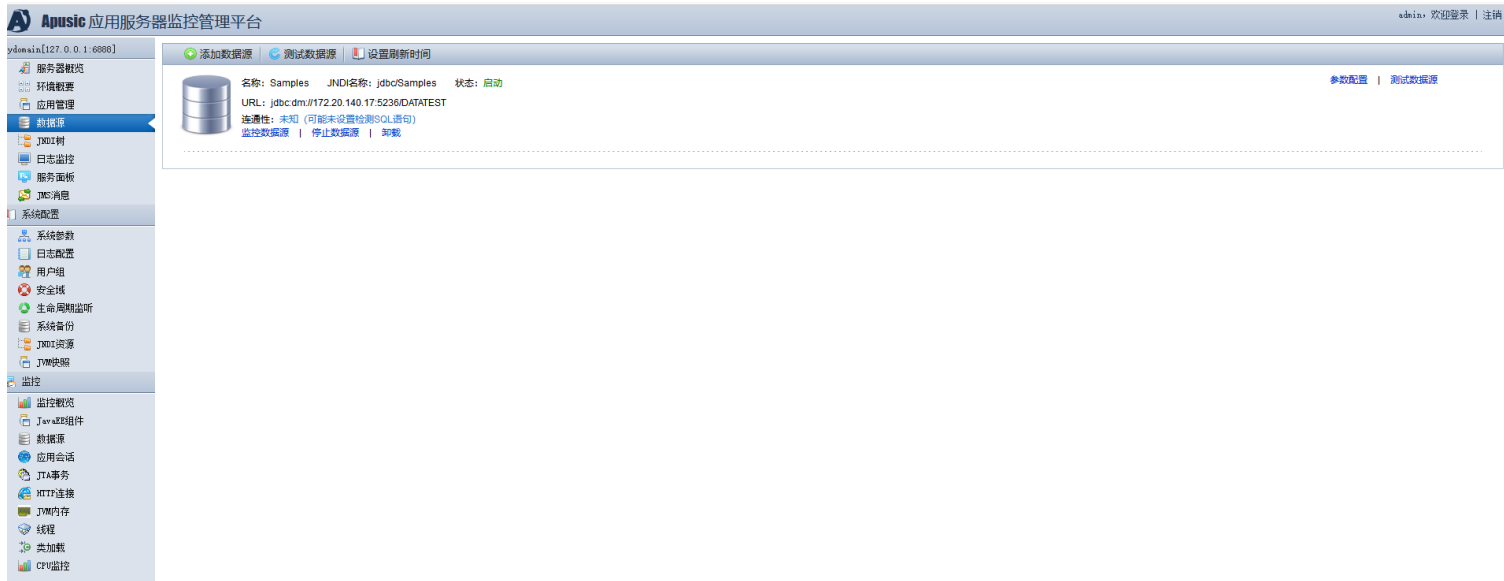 Apusic 应用服务器监控管理平台
admin，欢迎登录 | 注销
ydomain[127.0.0.1:6888]
服务器概览
环境概要
应用管理
数据源
JNDI树
日志监控
服务面板
JMS消息
系统配置
系统参数
日志配置
用户组
安全域
生命周期监听
系统备份
JNDI资源
JVM快照
监控
监控概览
JavaEE组件
数据源
应用会话
JTA事务
HTTP连接
JVM内存
线程
类加载
CPU监控
添加数据源 测试数据源 设置刷新时间
名称：Samples JNDI名称：jdbc/Samples 状态：启动
参数配置 | 测试数据源
URL：jdbc:dm://172.20.140.17:5236/DATATEST
连通性：未知（可能未设置检测SQL语句）
监控数据源 | 停止数据源 | 卸载